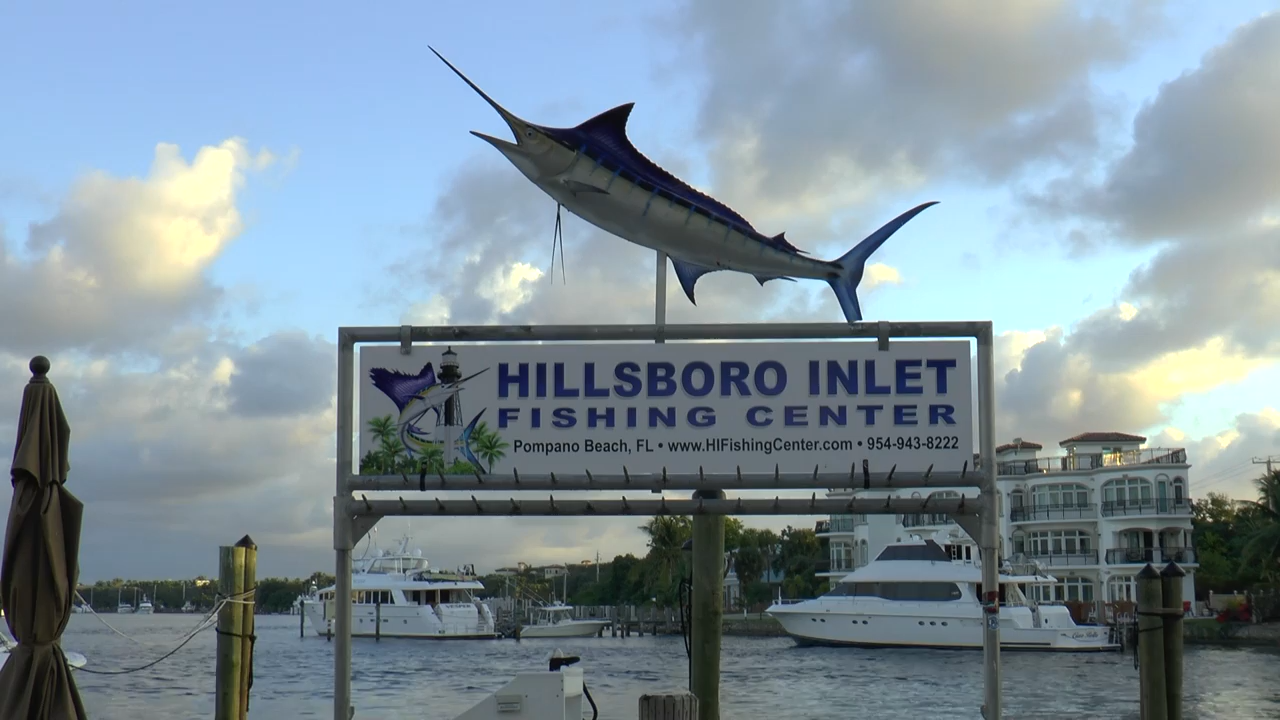 HILLSBORO INLET
FISHING CENTER
Pompano Beach, FL • www.HIFishingCenter.com • 954-943-8222